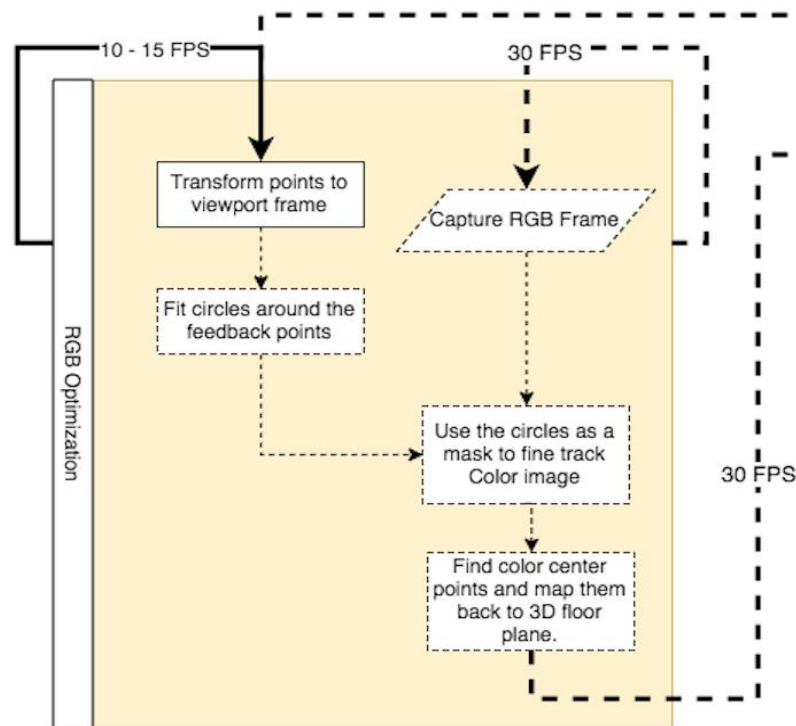 10 - 15 FPS
30 FPS
Transform points to
viewport frame
Capture RGB Frame
Fit circles around the
feedback points
RGB Optimization
Use the circles as a
mask to fine track
Color image
30 FPS
Find color center
points and map them
back to 3D floor
plane.